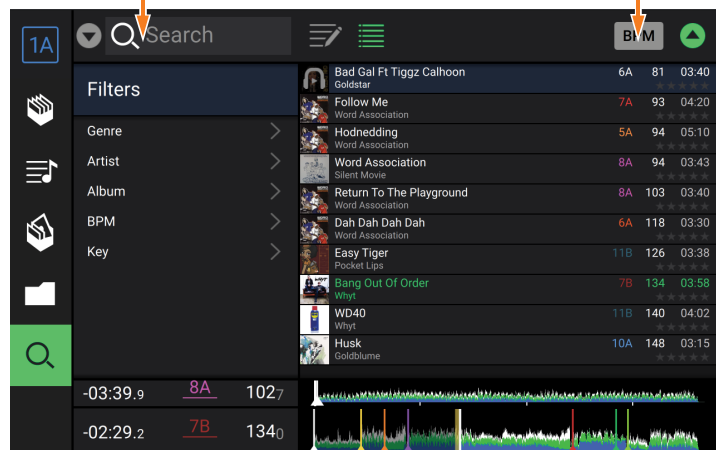 1A
Search
BPM
Filters
Genre
Artist
Album
BPM
Key
Bad Gal Ft Tiggz Calhoon 6A 81 03:40
Goldstar
Follow Me 7A 93 04:20
Word Association
Hodnedding 5A 94 05:10
Word Association
Word Association 8A 94 03:43
Silent Movie
Return To The Playground 8A 103 03:40
Word Association
Dah Dah Dah Dah 6A 118 03:30
Word Association
Easy Tiger 11B 126 03:38
Pocket Lips
Bang Out Of Order 7B 134 03:58
Whyt
WD40 11B 140 04:02
Whyt
Husk 10A 148 03:15
Goldblume
-03:39.9 8A 1027
-02:29.2 7B 1340